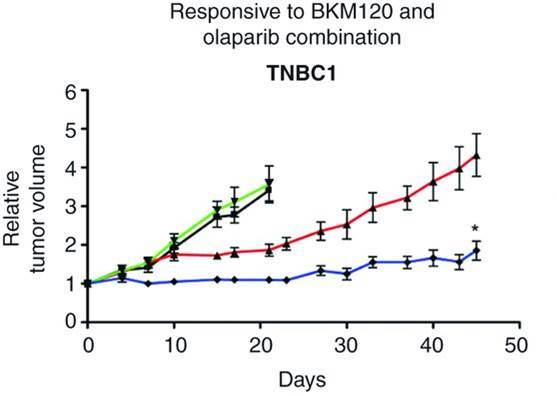 Responsive to BKM120 and
olaparib combination
TNBC1
Relative
tumor volume
6
5
4
3
2
1
0
*
0 10 20 30 40 50
Days